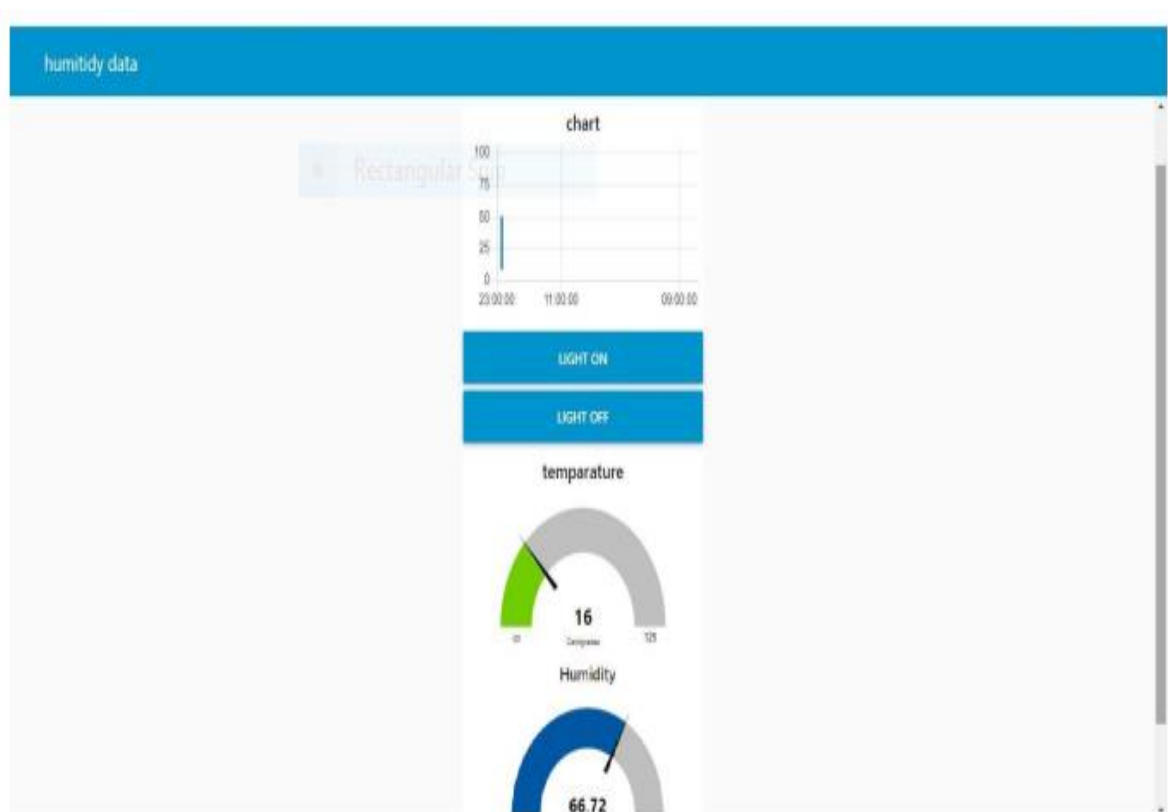 humitidy data
chart
100
Rectangular Snip
75
50
25
0
23:00:00 11:00:00 09:00:00
LIGHT ON
LIGHT OFF
temparature
16
125
Humidity
66.72